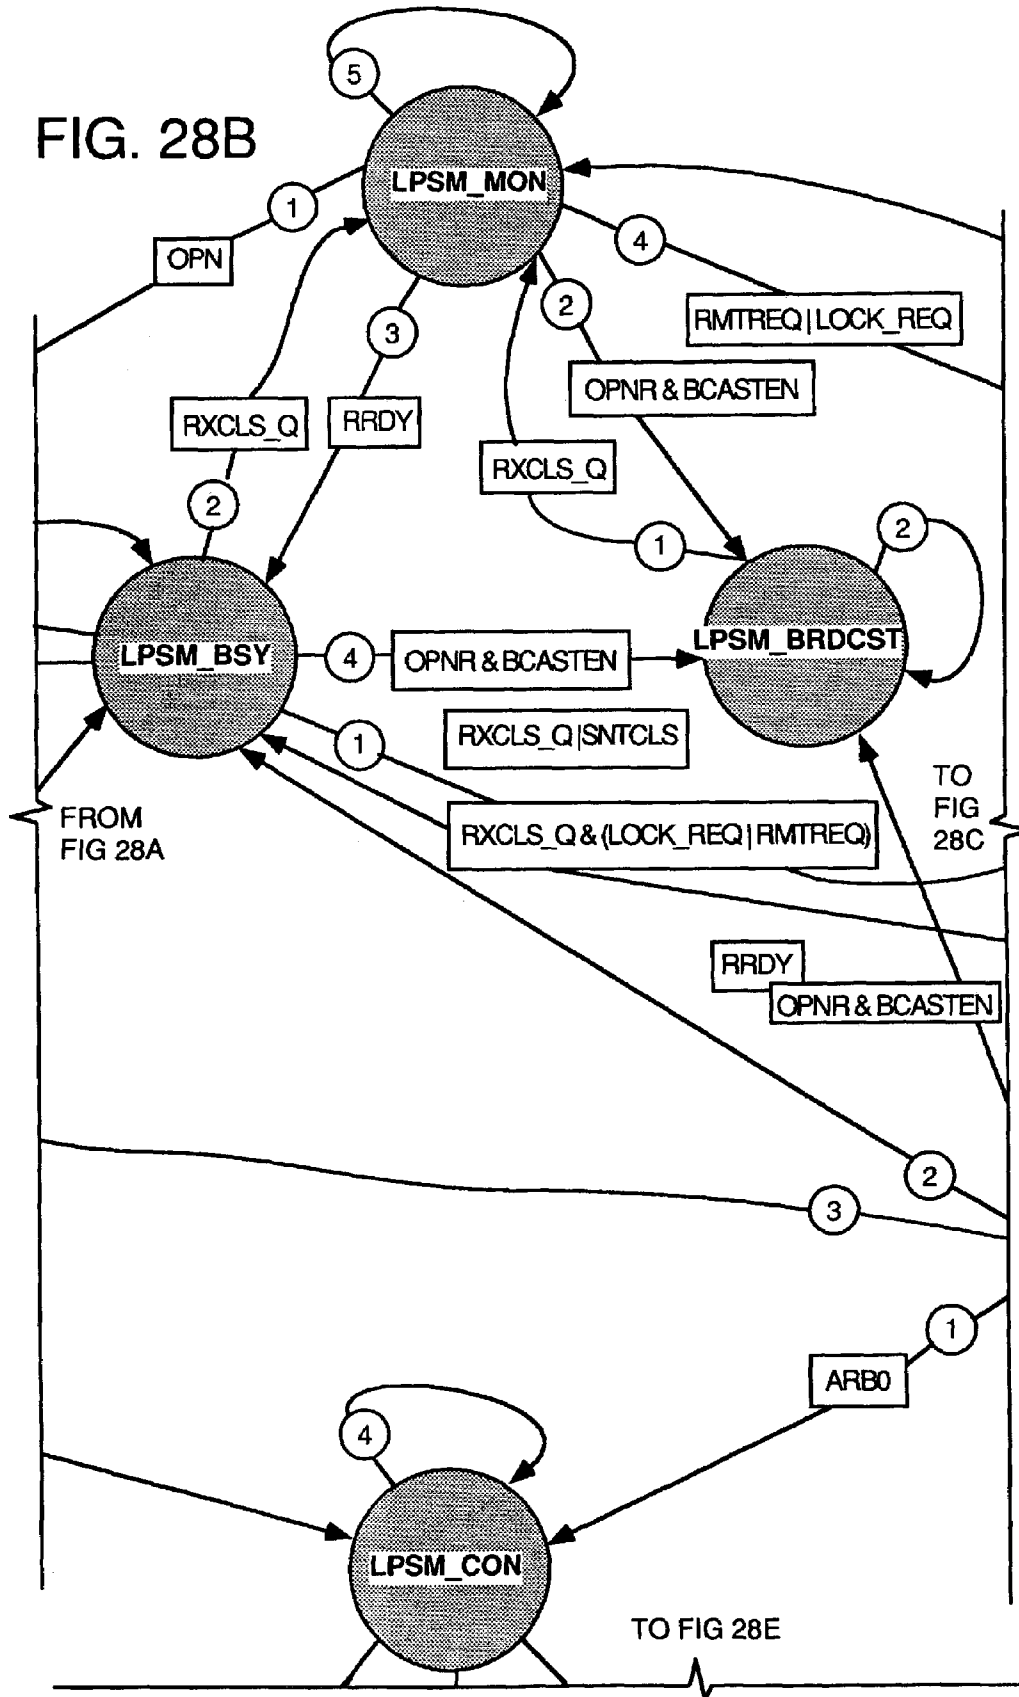 5
FIG. 28B
LPSM_MON
1
4
OPN
2
3
RMTREQ|LOCK_REQ
OPNR & BCASTEN
RXCLS_Q
RRDY
RXCLS_Q
2
2
1
LPSM_BSY
4
OPNR & BCASTEN
LPSM_BRDCST
RXCLS_Q|SNTCLS
1
TO
FIG
28C
FROM
FIG 28A
RXCLS_Q & (LOCK_REQ|RMTREQ)
RRDY
OPNR & BCASTEN
2
3
1
ARB0
4
LPSM_CON
TO FIG 28E